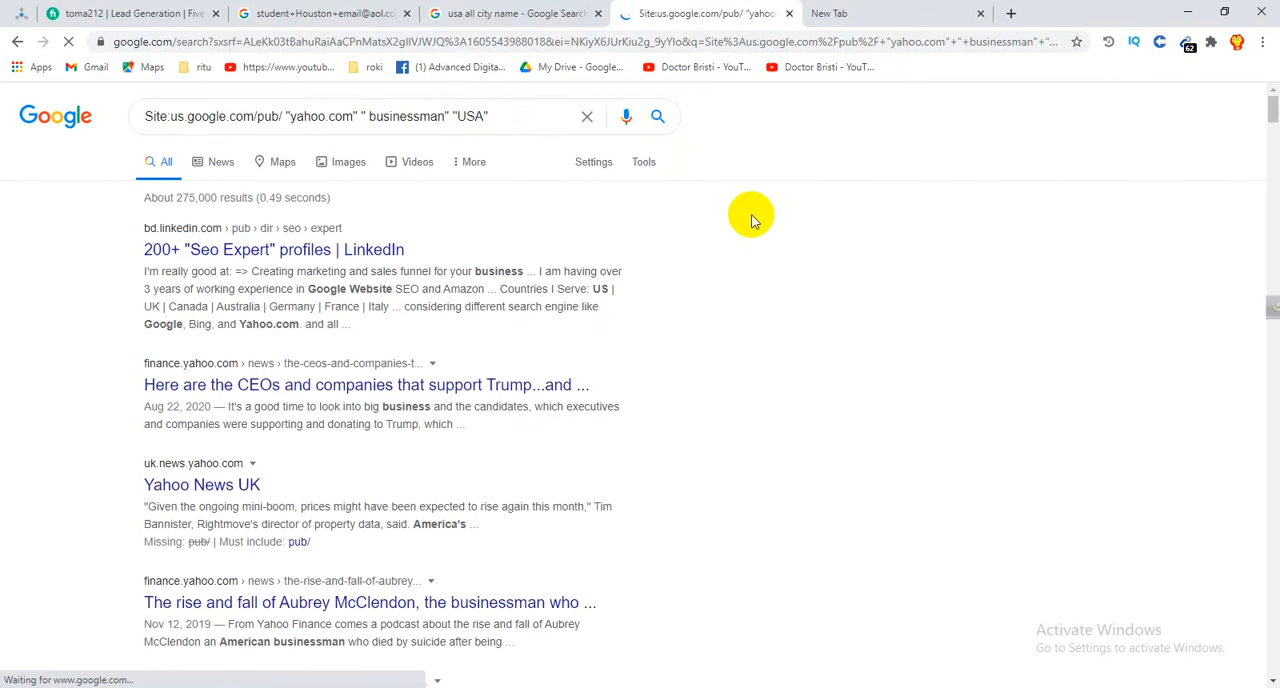 toma212 | Lead Generation | Five
student+Houston+email@aol.co
usa all city name - Google Search
Site:us.google.com/pub/ "yahoo
New Tab
google.com/search?sxsrf=ALeKk03tBahuRaiAaCPnMatsX2gIIVJWJQ%3A1605543988018&ei=NKiyX6JUrKiu2g_9yYIo&q=Site%3Aus.google.com%2Fpub%2F+"yahoo.com"+"+businessman"+"...
62
Apps
Gmail
Maps
ritu
https://www.youtub...
roki
(1) Advanced Digita...
My Drive - Google...
Doctor Bristi - YouT...
Doctor Bristi - YouT...
Google
Site:us.google.com/pub/ "yahoo.com" " businessman" "USA"
All
News
Maps
Images
Videos
More
Settings
Tools
About 275,000 results (0.49 seconds)
bd.linkedin.com › pub › dir › seo › expert
200+ "Seo Expert" profiles | LinkedIn
I'm really good at: => Creating marketing and sales funnel for your business ... I am having over
3 years of working experience in Google Website SEO and Amazon ... Countries I Serve: US |
UK | Canada | Australia | Germany | France | Italy ... considering different search engine like
Google, Bing, and Yahoo.com. and all ...
finance.yahoo.com › news › the-ceos-and-companies-t...
Here are the CEOs and companies that support Trump...and ...
Aug 22, 2020 — It's a good time to look into big business and the candidates, which executives
and companies were supporting and donating to Trump, which ...
uk.news.yahoo.com
Yahoo News UK
"Given the ongoing mini-boom, prices might have been expected to rise again this month," Tim
Bannister, Rightmove's director of property data, said. America's ...
Missing: pub/ | Must include: pub/
finance.yahoo.com › news › the-rise-and-fall-of-aubrey...
The rise and fall of Aubrey McClendon, the businessman who ...
Nov 12, 2019 — From Yahoo Finance comes a podcast about the rise and fall of Aubrey
McClendon an American businessman who died by suicide after being ...
Activate Windows
Go to Settings to activate Windows.
Waiting for www.google.com...